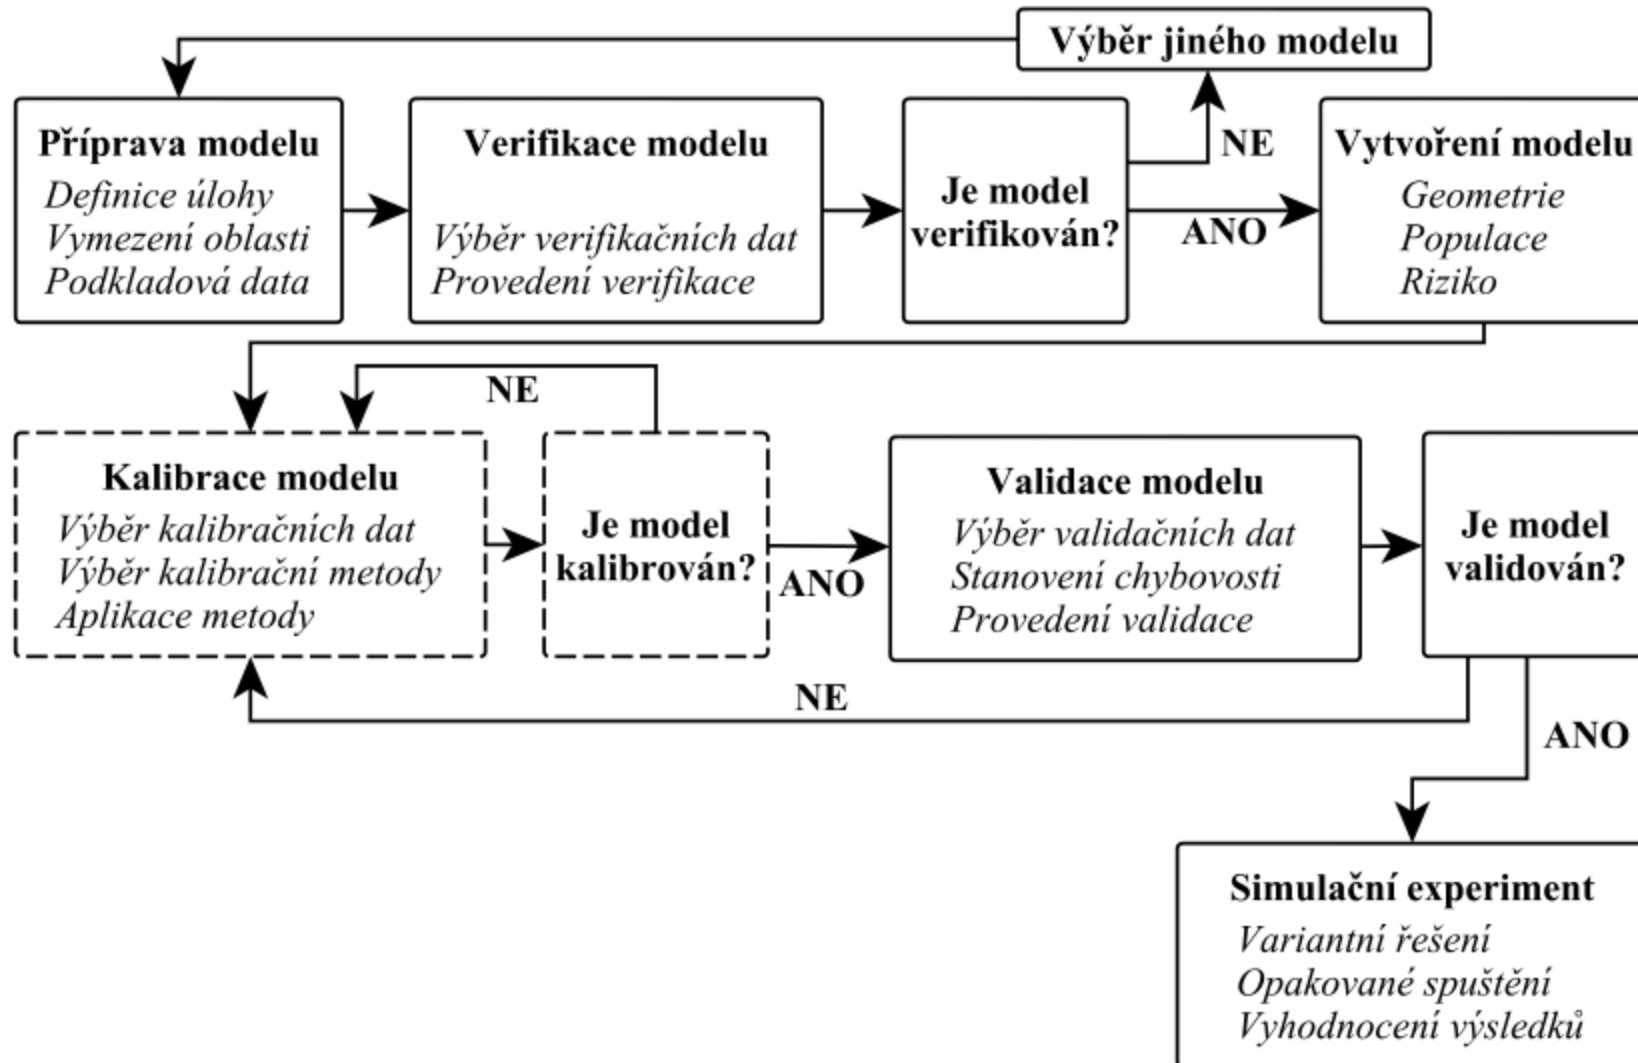 Výběr jiného modelu
Příprava modelu
Definice úlohy
Vymezení oblasti
Podkladová data
Verifikace modelu
Výběr verifikačních dat
Provedení verifikace
Je model
verifikován?
NE
ANO
Vytvoření modelu
Geometrie
Populace
Riziko
NE
Kalibrace modelu
Výběr kalibračních dat
Výběr kalibrační metody
Aplikace metody
Je model
kalibrován?
ANO
Validace modelu
Výběr validačních dat
Stanovení chybovosti
Provedení validace
Je model
validován?
NE
ANO
Simulační experiment
Variantní řešení
Opakované spuštění
Vyhodnocení výsledků